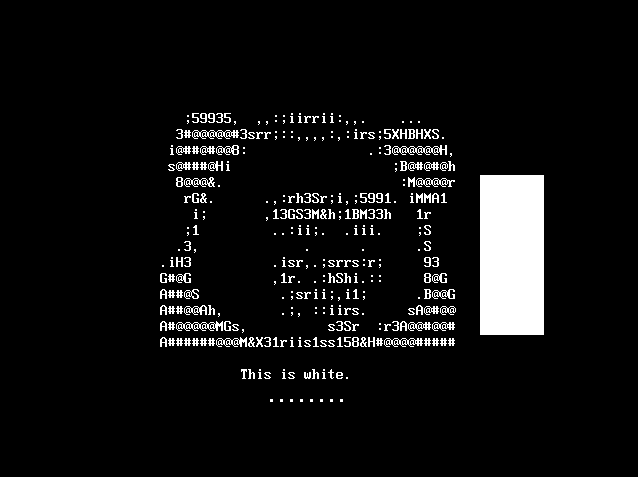 ;59935,  ,,:;iirrii:,,.    ...
3#@@@@@#3srr;::,,,,:,:irs;5XHBHXS.
i@##@#@@8:               .:3@@@@@@H,
s@###@Hi                    ;B@#@#@h
8@@@&.                      :M@@@@r
rG&.      .,:rh3Sr;i,;5991. iMMA1
i;       ,13GS3M&h;1BM33h   1r
;1         ..:ii;.  .iii.    ;S
.3,             .      .      .S
.iH3          .isr,.;srrs:r;     93
G#@G          ,1r. .:hShi.::     8@G
A##@S          .;srii;,i1;      .B@@G
A##@@Ah,       .;, ::iirs.     sA@#@@
A#@@@@@MGs,          s3Sr  :r3A@@#@@#
A######@@@M&X31riis1ss158&H#@@@@#####
This is white.
........